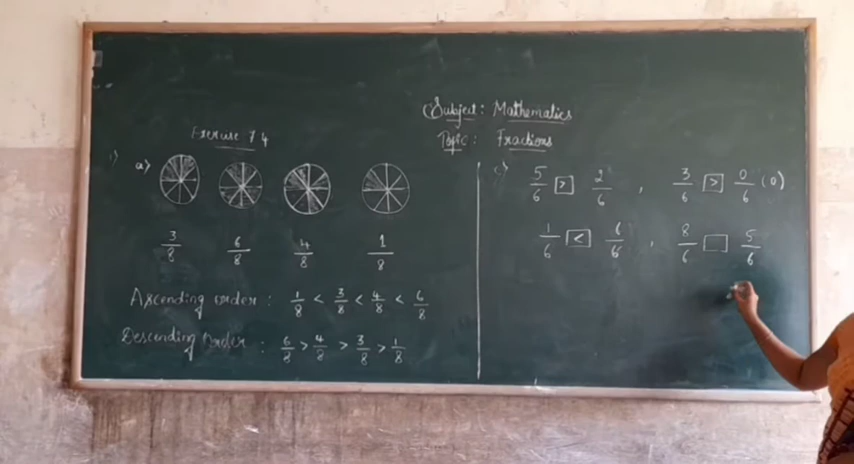 Subject: Mathematics
Topic: Fractions
Exercise 7.4
1) a)
3/8 6/8 4/8 1/8
Ascending order: 1/8 < 3/8 < 4/8 < 6/8
Descending order: 6/8 > 4/8 > 3/8 > 1/8
c) 5/6 > 2/6 , 3/6 > 0/6 (0)
1/6 < 6/6 , 8/6 □ 5/6